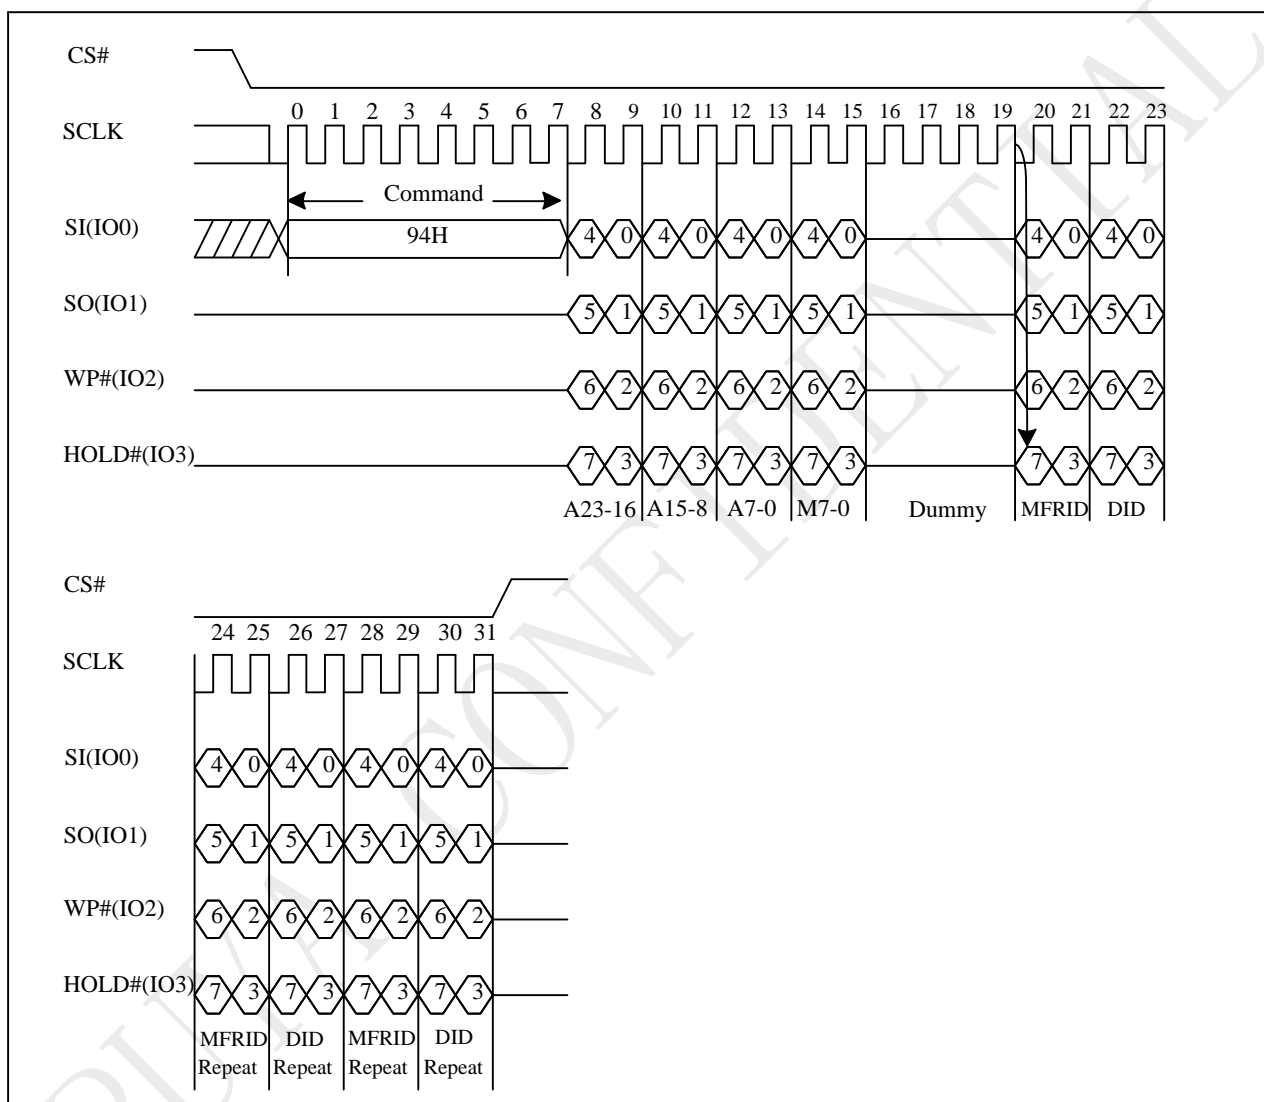 CS#
0 1 2 3 4 5 6 7 8 9 10 11 12 13 14 15 16 17 18 19 20 21 22 23
SCLK
Command
SI(IO0)
94H
4 0 4 0 4 0 4 0 4 0 4 0
SO(IO1)
5 1 5 1 5 1 5 1 5 1 5 1
WP#(IO2)
6 2 6 2 6 2 6 2 6 2 6 2
HOLD#(IO3)
7 3 7 3 7 3 7 3 7 3 7 3
A23-16 A15-8 A7-0 M7-0 Dummy MFRID DID
CS#
24 25 26 27 28 29 30 31
SCLK
SI(IO0)
4 0 4 0 4 0 4 0
SO(IO1)
5 1 5 1 5 1 5 1
WP#(IO2)
6 2 6 2 6 2 6 2
HOLD#(IO3)
7 3 7 3 7 3 7 3
MFRID DID MFRID DID
Repeat Repeat Repeat Repeat
PUYA CONFIDENTIAL